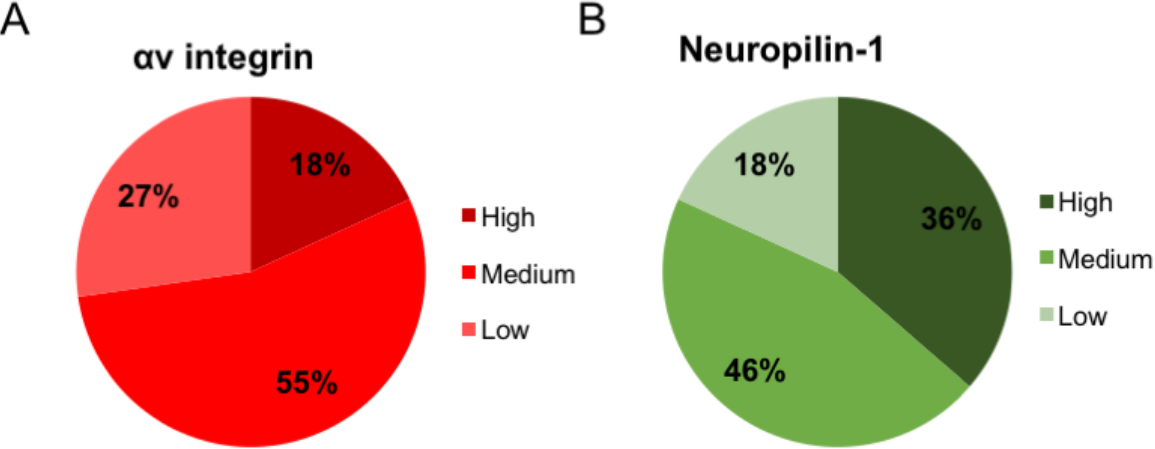 A
αv integrin
18%
27%
55%
High
Medium
Low
B
Neuropilin-1
18%
36%
46%
High
Medium
Low